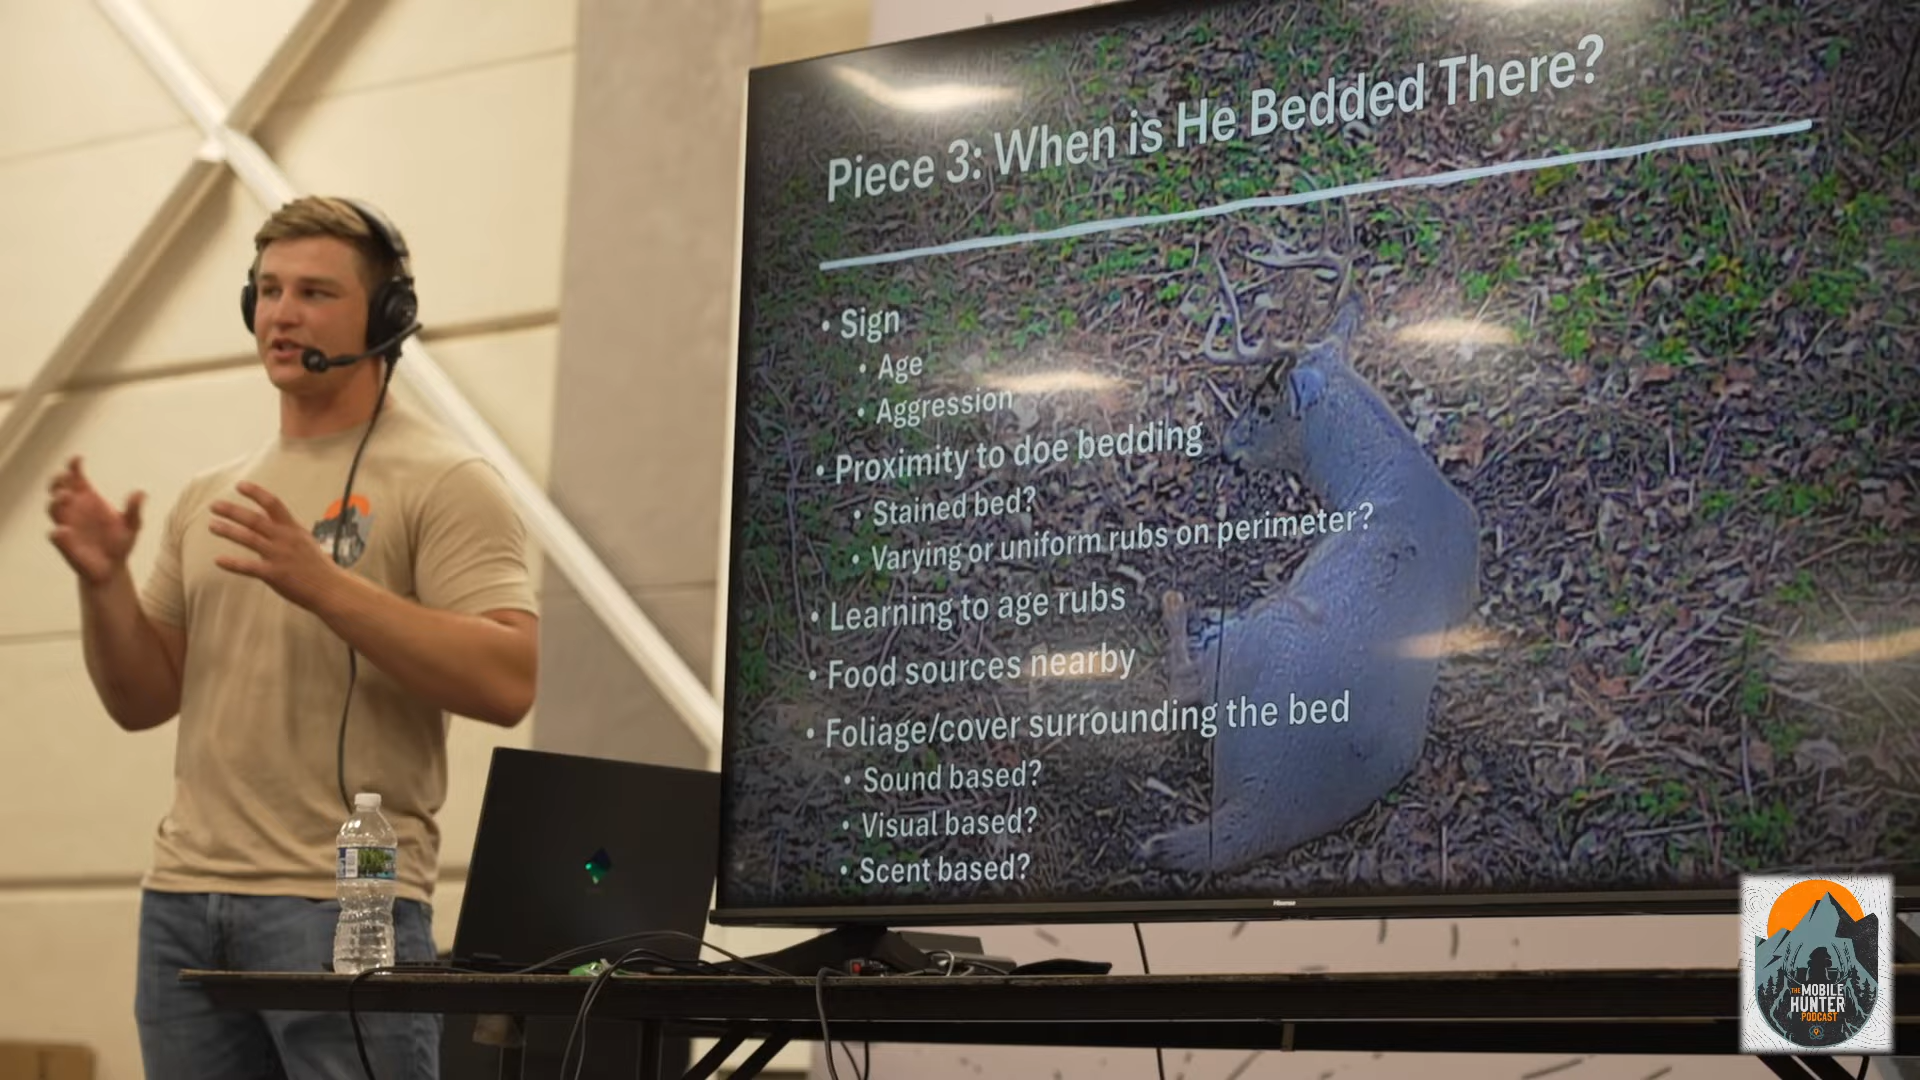 Piece 3: When is He Bedded There?
• Sign
• Age
• Aggression
• Proximity to doe bedding
• Stained bed?
• Varying or uniform rubs on perimeter?
• Learning to age rubs
• Food sources nearby
• Foliage/cover surrounding the bed
• Sound based?
• Visual based?
• Scent based?
Hisense
THE MOBILE
HUNTER
PODCAST